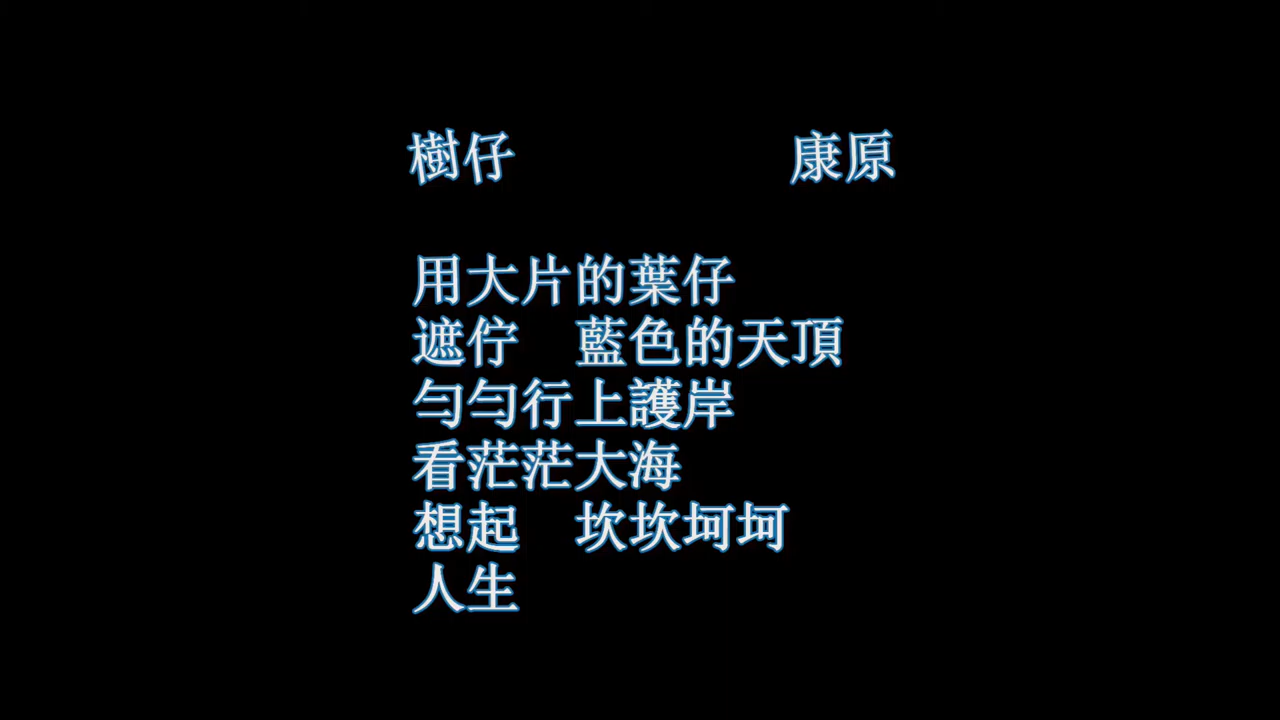 樹仔　　　　　康原
用大片的葉仔
遮佇　藍色的天頂
勻勻行上護岸
看茫茫大海
想起　坎坎坷坷
人生